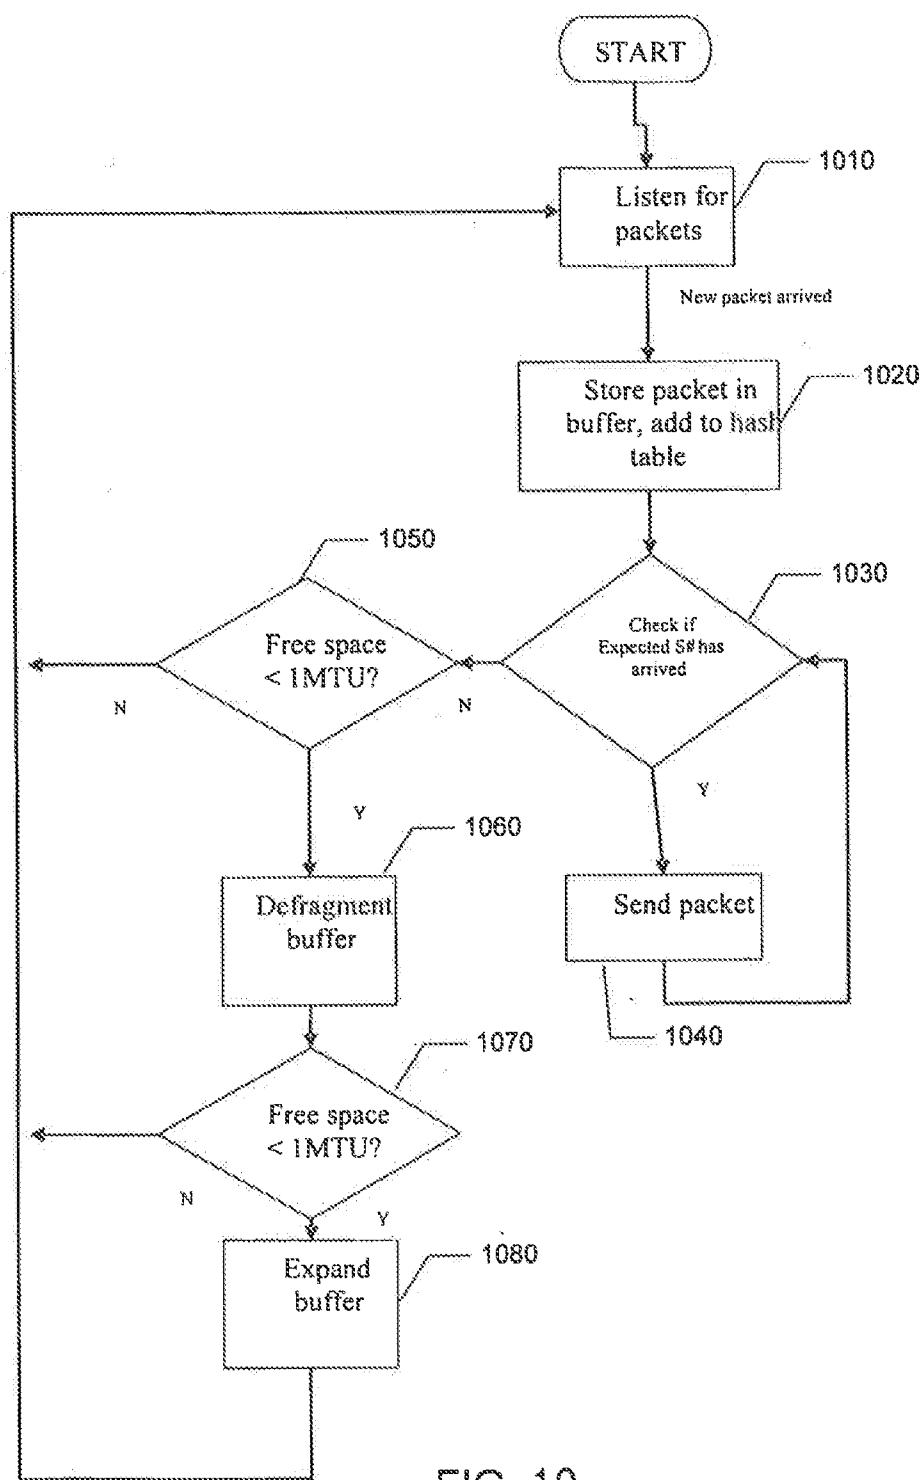 START
1010
Listen for
packets
New packet arrived
1020
Store packet in
buffer, add to hash
table
1050
1030
Check if
Expected S# has
arrived
Free space
< 1MTU?
N
N
Y
Y
1060
Defragment
buffer
Send packet
1040
1070
Free space
< 1MTU?
N
Y
1080
Expand
buffer
FIG. 10